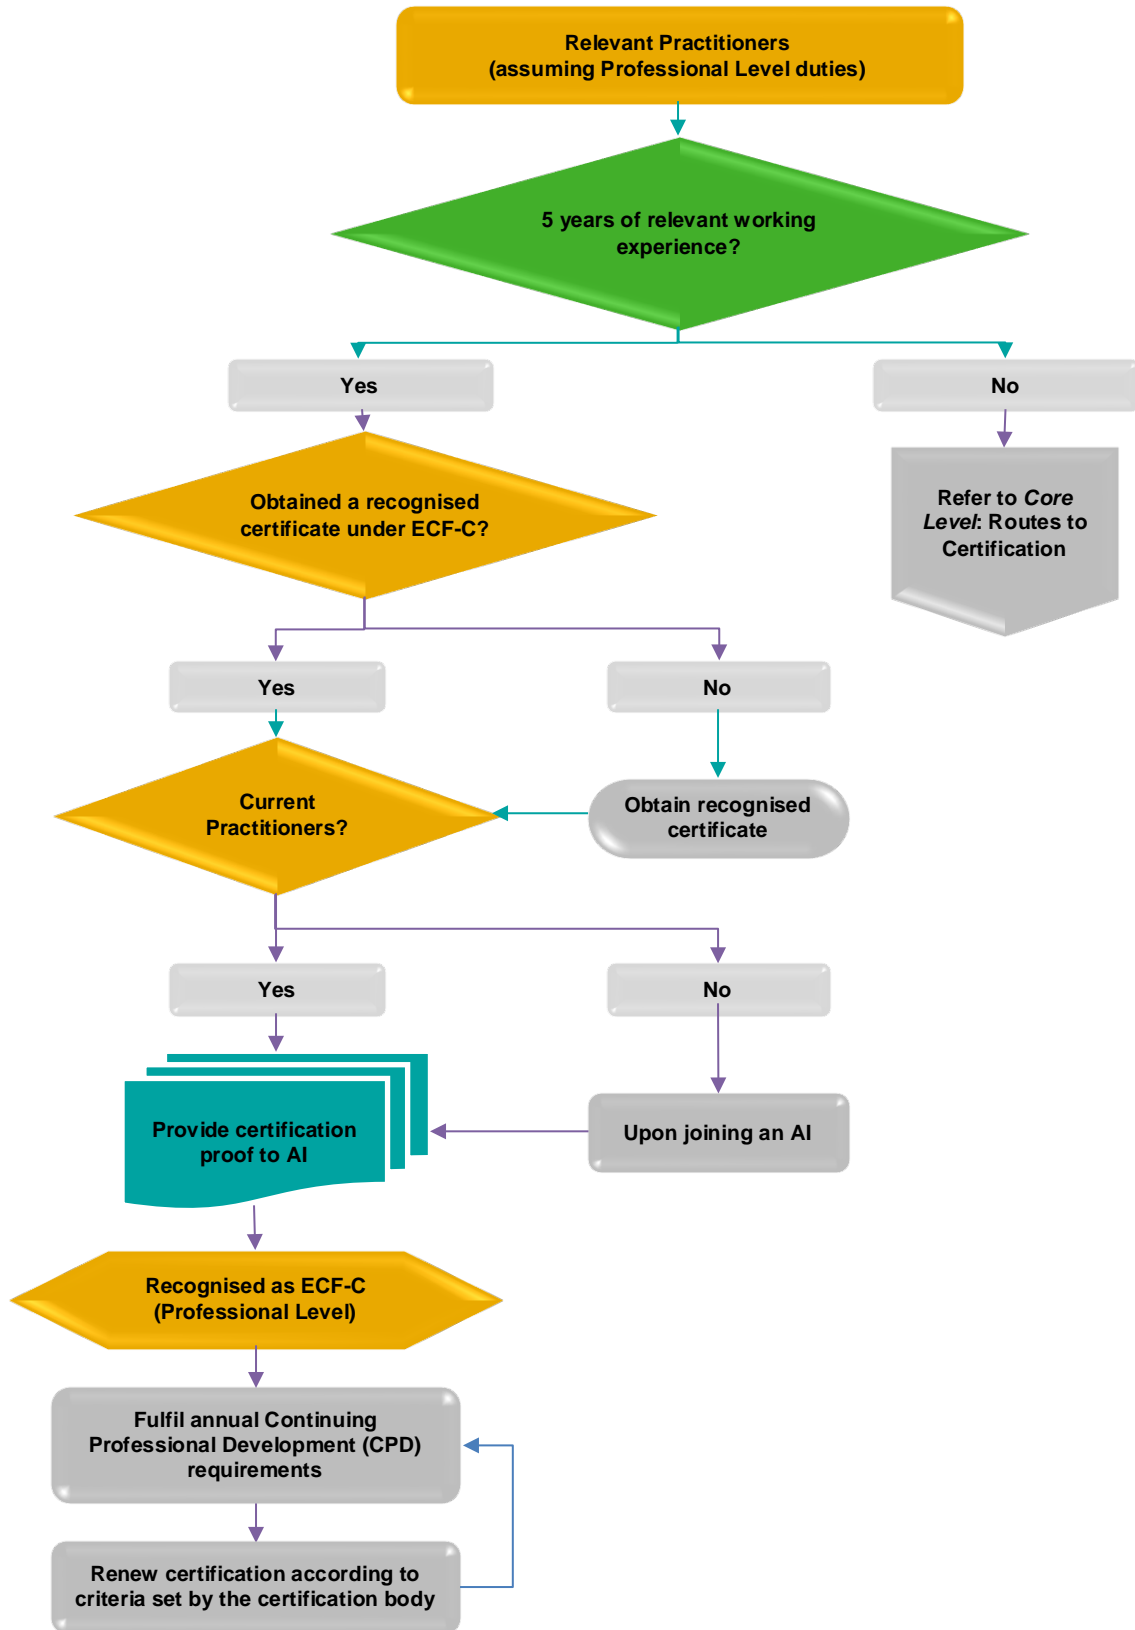 Relevant Practitioners
(assuming Professional Level duties)
5 years of relevant working
experience?
Yes
No
Obtained a recognised
certificate under ECF-C?
Refer to Core
Level: Routes to
Certification
Yes
No
Current
Practitioners?
Obtain recognised
certificate
Yes
No
Provide certification
proof to AI
Upon joining an AI
Recognised as ECF-C
(Professional Level)
Fulfil annual Continuing
Professional Development (CPD)
requirements
Renew certification according to
criteria set by the certification body